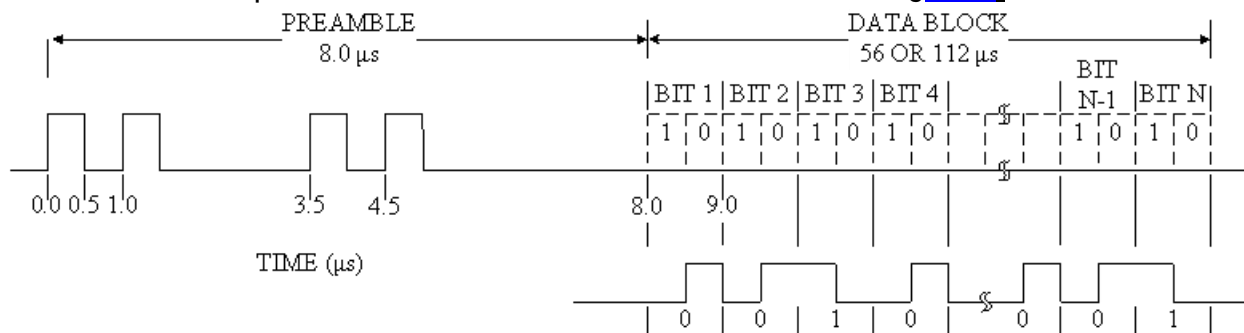 PREAMBLE
8.0 µs
DATA BLOCK
56 OR 112 µs
BIT 1 BIT 2 BIT 3 BIT 4 BIT N-1 BIT N
1 0 1 0 1 0 1 0 1 0 1 0
0.0 0.5 1.0 3.5 4.5 8.0 9.0
TIME (µs)
0 0 1 0 0 0 1